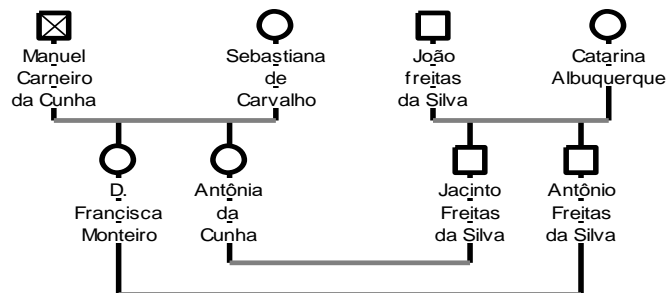 Manuel
Carneiro
da Cunha
Sebastiana
de
Carvalho
João
freitas
da Silva
Catarina
Albuquerque
D.
Francisca
Monteiro
Antônia
da
Cunha
Jacinto
Freitas
da Silva
Antônio
Freitas
da Silva